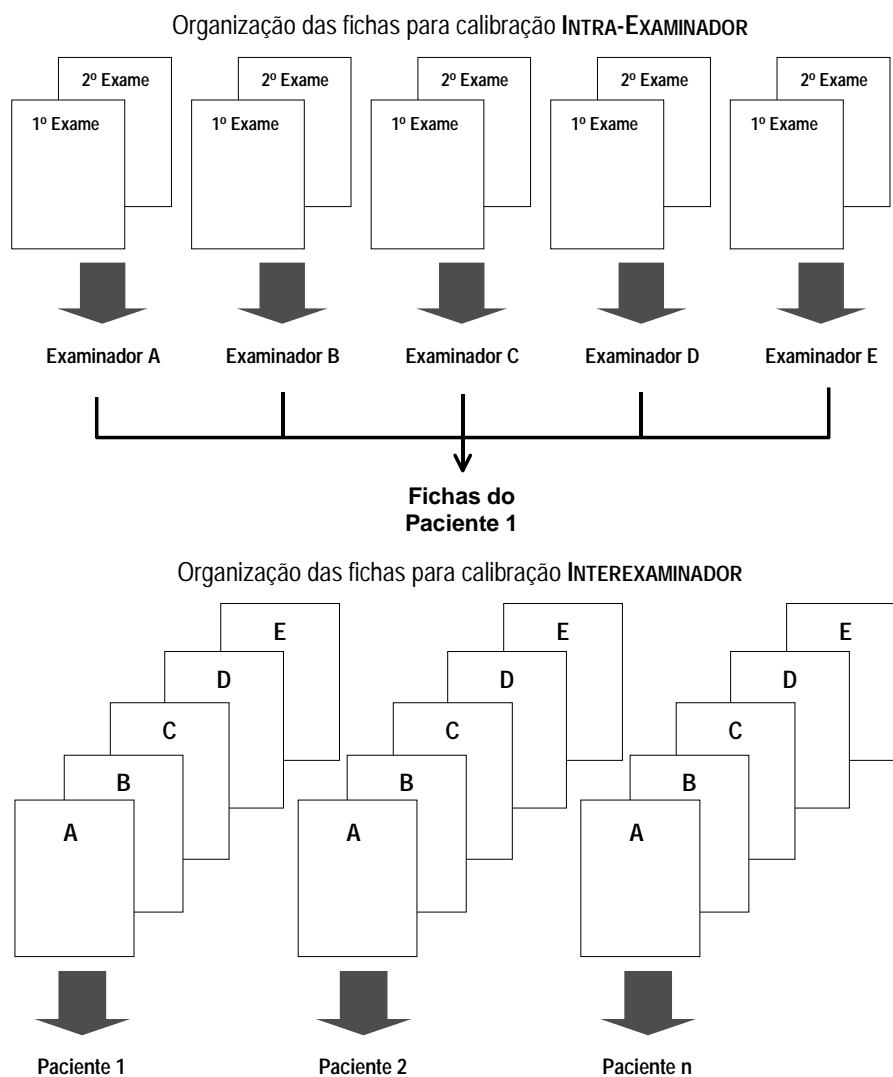 Organização das fichas para calibração INTRA-EXAMINADOR
2º Exame 2º Exame 2º Exame 2º Exame 2º Exame
1º Exame 1º Exame 1º Exame 1º Exame 1º Exame
Examinador A Examinador B Examinador C Examinador D Examinador E
Fichas do
Paciente 1
Organização das fichas para calibração INTEREXAMINADOR
E E E
D D D
C C C
B B B
A A A
Paciente 1 Paciente 2 Paciente n